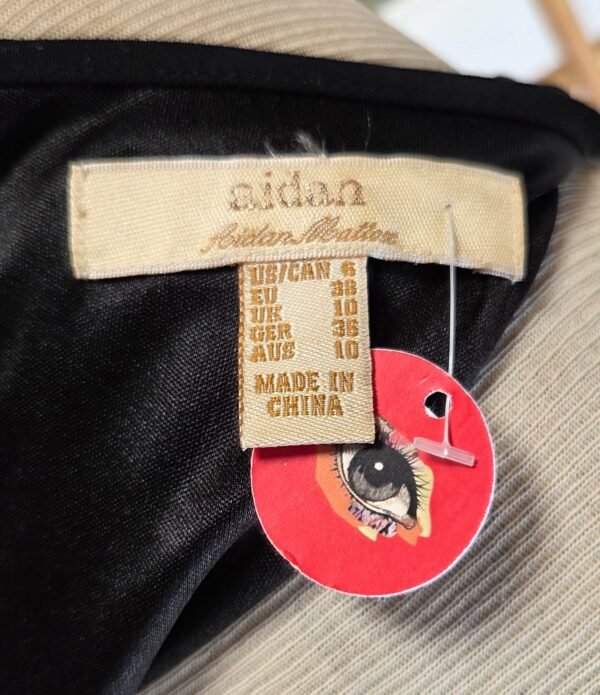 aidan
Aidan Mattox
US/CAN 6
EU 38
UK 10
GER 36
AUS 10
MADE IN
CHINA